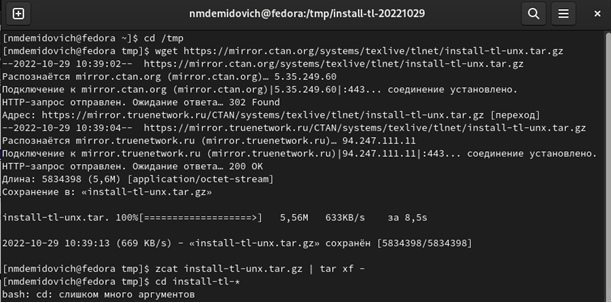 nmdemidovich@fedora:/tmp/install-tl-20221029
[nmdemidovich@fedora ~]$ cd /tmp
[nmdemidovich@fedora tmp]$ wget https://mirror.ctan.org/systems/texlive/tlnet/install-tl-unx.tar.gz
--2022-10-29 10:39:02--  https://mirror.ctan.org/systems/texlive/tlnet/install-tl-unx.tar.gz
Распознаётся mirror.ctan.org (mirror.ctan.org)… 5.35.249.60
Подключение к mirror.ctan.org (mirror.ctan.org)|5.35.249.60|:443... соединение установлено.
HTTP-запрос отправлен. Ожидание ответа… 302 Found
Адрес: https://mirror.truenetwork.ru/CTAN/systems/texlive/tlnet/install-tl-unx.tar.gz [переход]
--2022-10-29 10:39:04--  https://mirror.truenetwork.ru/CTAN/systems/texlive/tlnet/install-tl-unx.tar.gz
Распознаётся mirror.truenetwork.ru (mirror.truenetwork.ru)… 94.247.111.11
Подключение к mirror.truenetwork.ru (mirror.truenetwork.ru)|94.247.111.11|:443... соединение установлено.
HTTP-запрос отправлен. Ожидание ответа… 200 OK
Длина: 5834398 (5,6M) [application/octet-stream]
Сохранение в: «install-tl-unx.tar.gz»
install-tl-unx.tar. 100%[===================>]   5,56M   633KB/s    за 8,5s
2022-10-29 10:39:13 (669 KB/s) - «install-tl-unx.tar.gz» сохранён [5834398/5834398]
[nmdemidovich@fedora tmp]$ zcat install-tl-unx.tar.gz | tar xf -
[nmdemidovich@fedora tmp]$ cd install-tl-*
bash: cd: слишком много аргументов